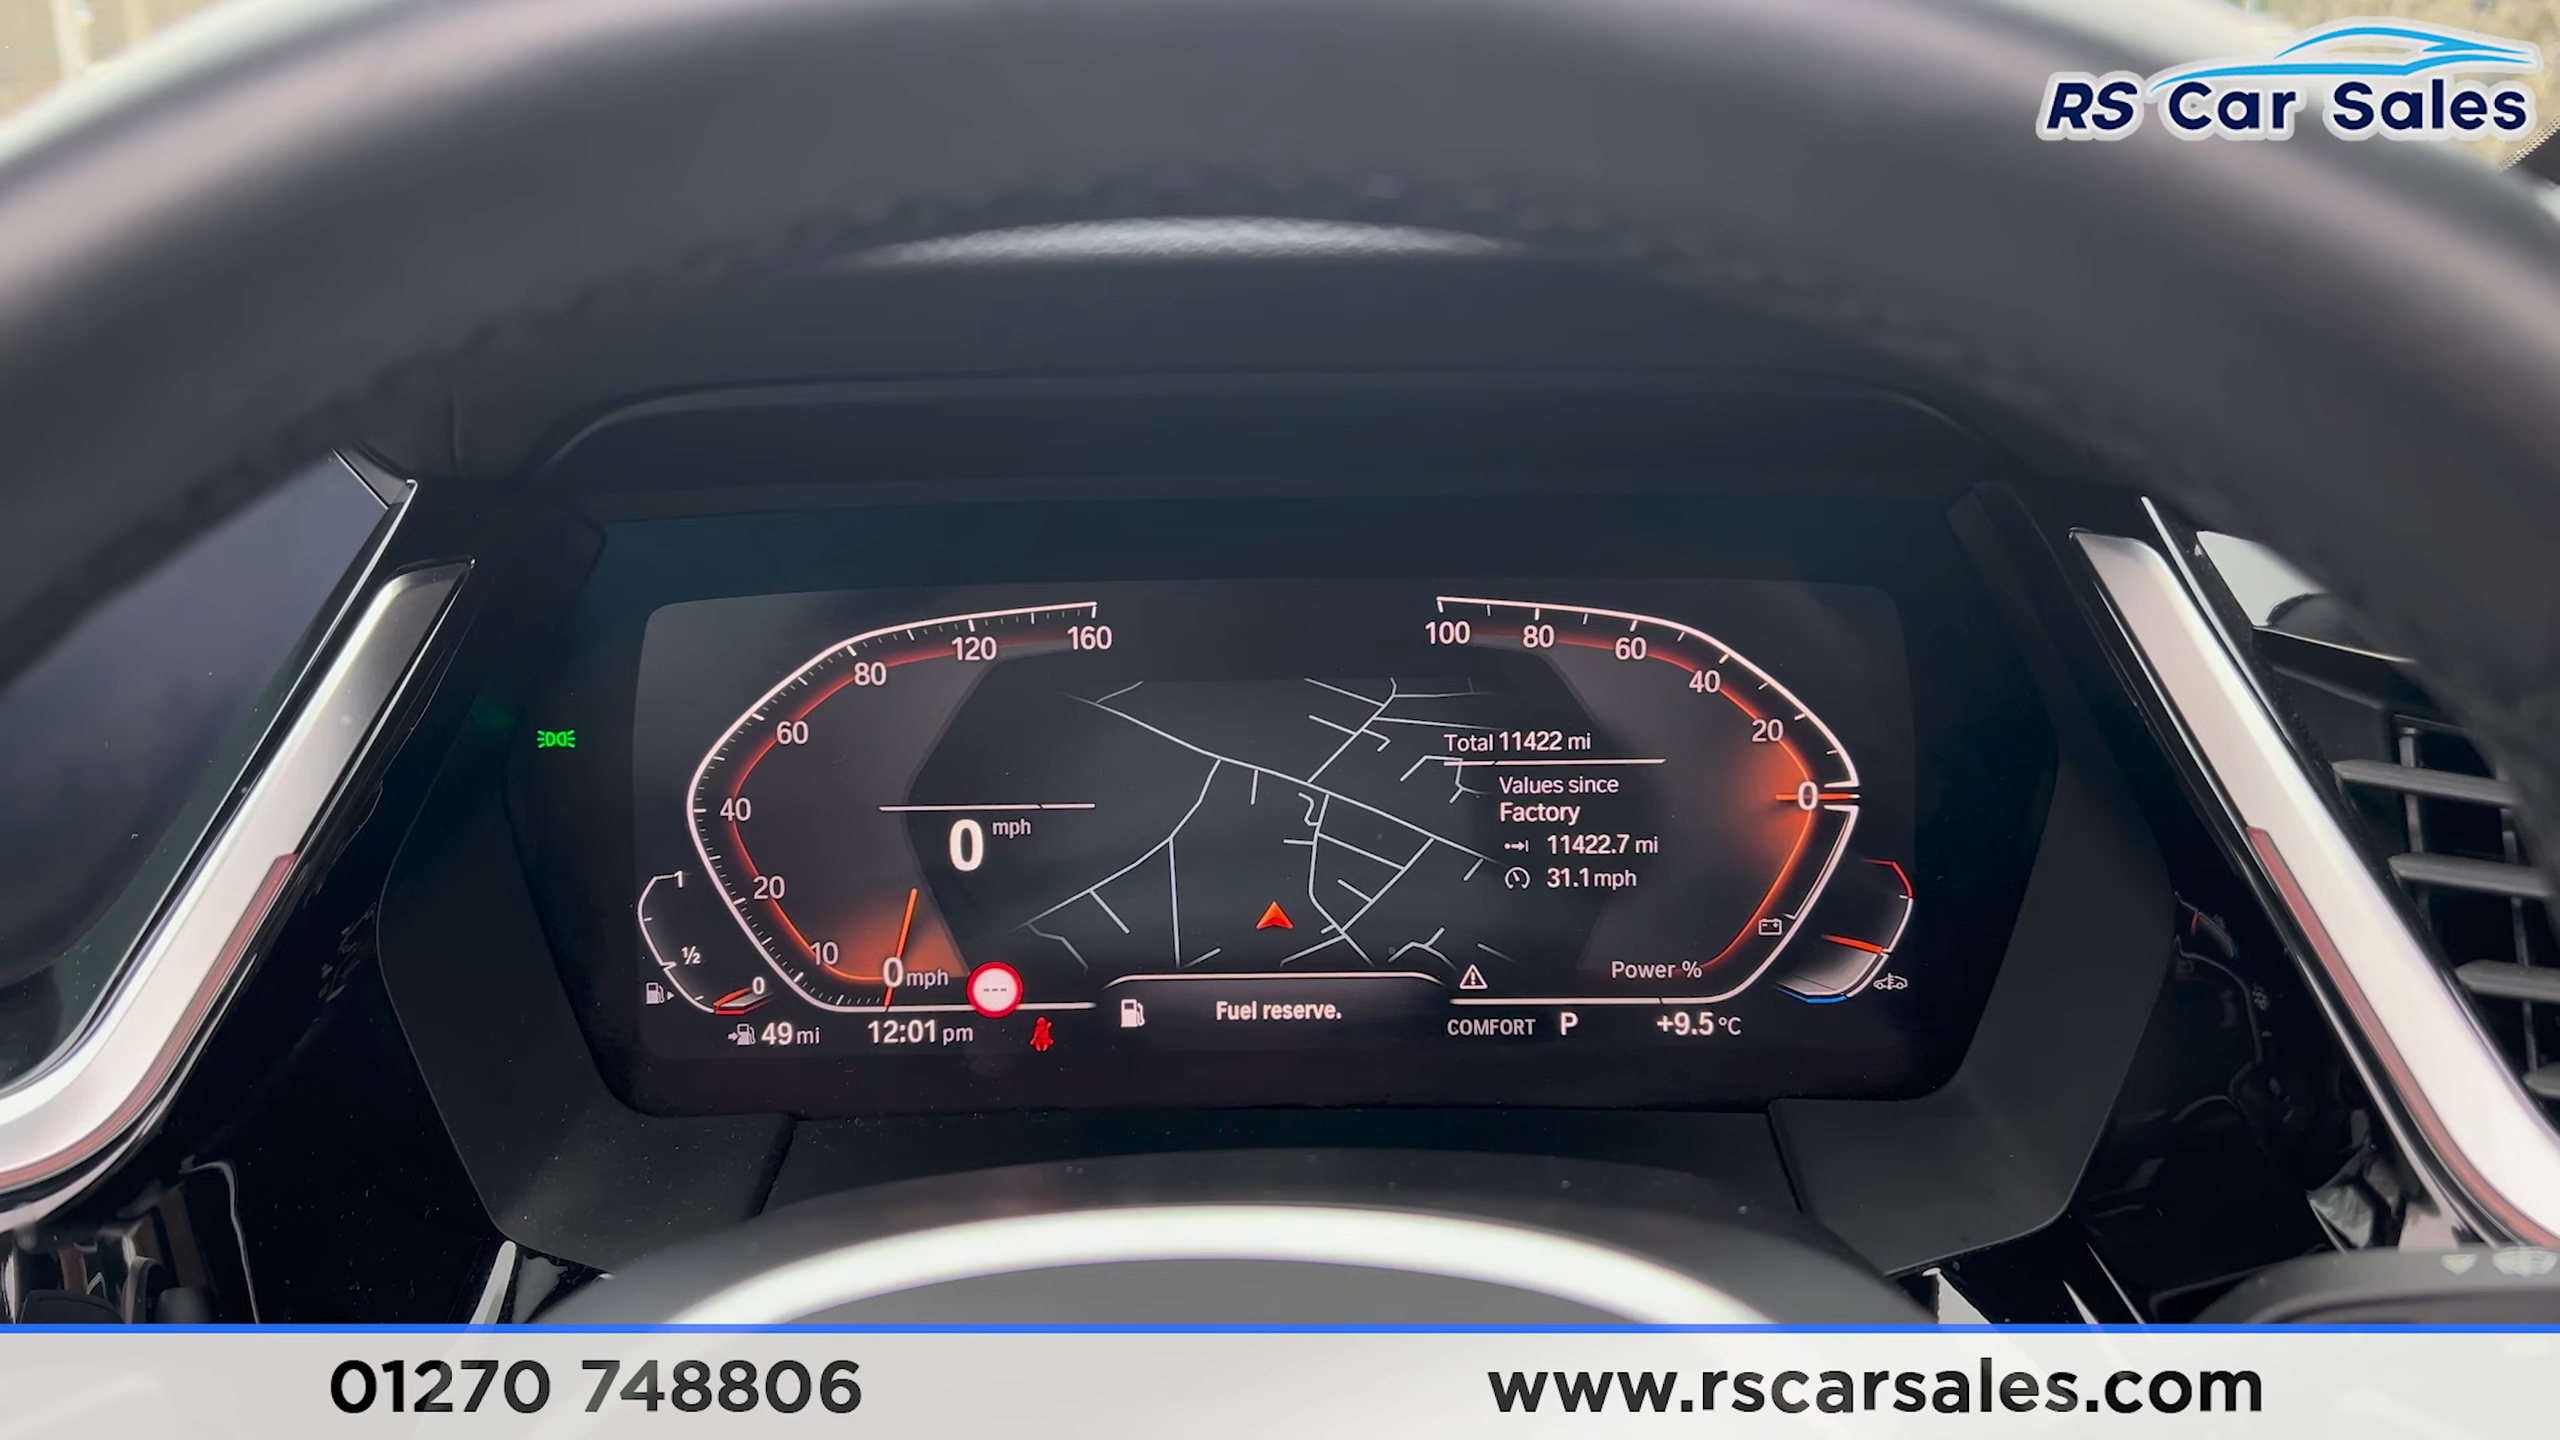 RS Car Sales
160
120
80
60
40
20
10
0 mph
0 mph
100
80
60
40
20
0
Total 11422 mi
Values since
Factory
11422.7 mi
31.1 mph
Power %
1
1/2
0
49 mi
12:01 pm
---
Fuel reserve.
COMFORT P
+9.5 °C
01270 748806
www.rscarsales.com